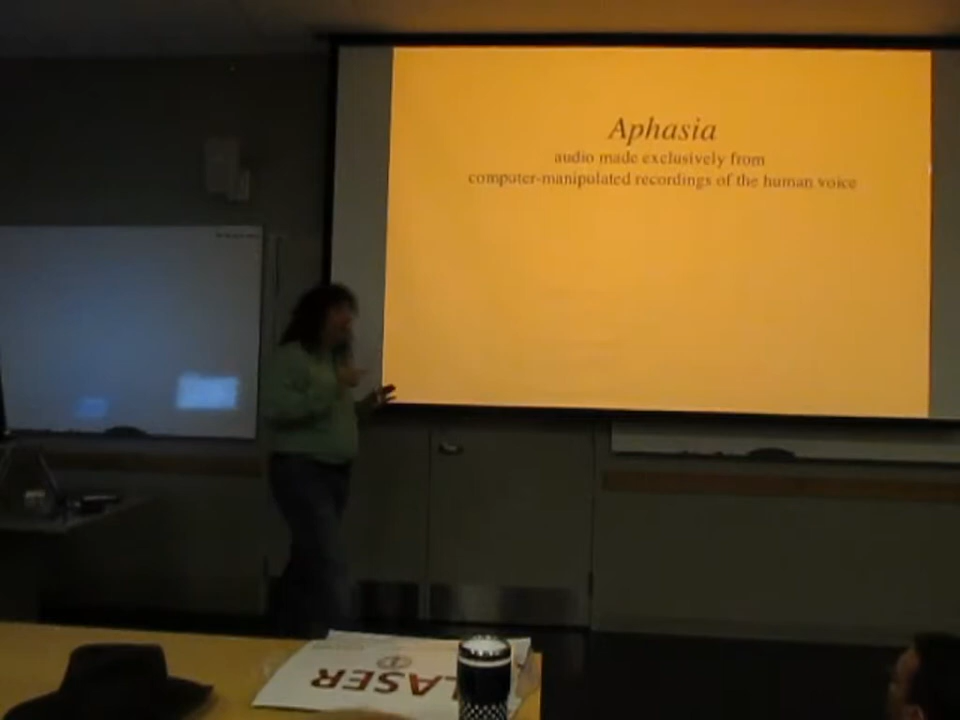 Aphasia
audio made exclusively from
computer-manipulated recordings of the human voice
LASER